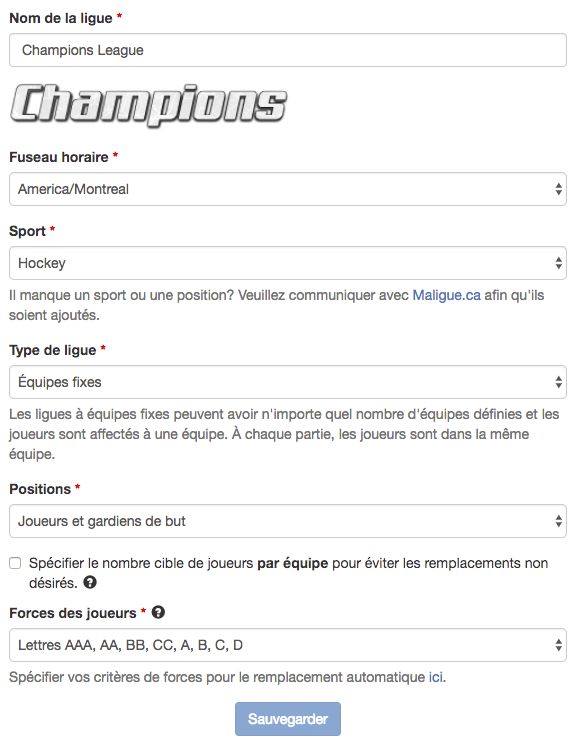 Nom de la ligue *
Champions League
Champions
Fuseau horaire *
America/Montreal
Sport *
Hockey
Il manque un sport ou une position? Veuillez communiquer avec Maligue.ca afin qu'ils
soient ajoutés.
Type de ligue *
Équipes fixes
Les ligues à équipes fixes peuvent avoir n'importe quel nombre d'équipes définies et les
joueurs sont affectés à une équipe. À chaque partie, les joueurs sont dans la même
équipe.
Positions *
Joueurs et gardiens de but
Spécifier le nombre cible de joueurs par équipe pour éviter les remplacements non
désirés. ?
Forces des joueurs * ?
Lettres AAA, AA, BB, CC, A, B, C, D
Spécifier vos critères de forces pour le remplacement automatique ici.
Sauvegarder